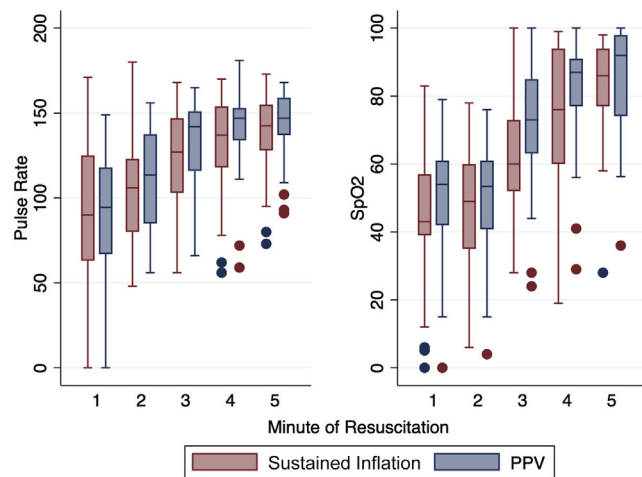 Pulse Rate
200
150
100
50
0
1 2 3 4 5
SpO2
100
80
60
40
20
0
1 2 3 4 5
Minute of Resuscitation
Sustained Inflation PPV